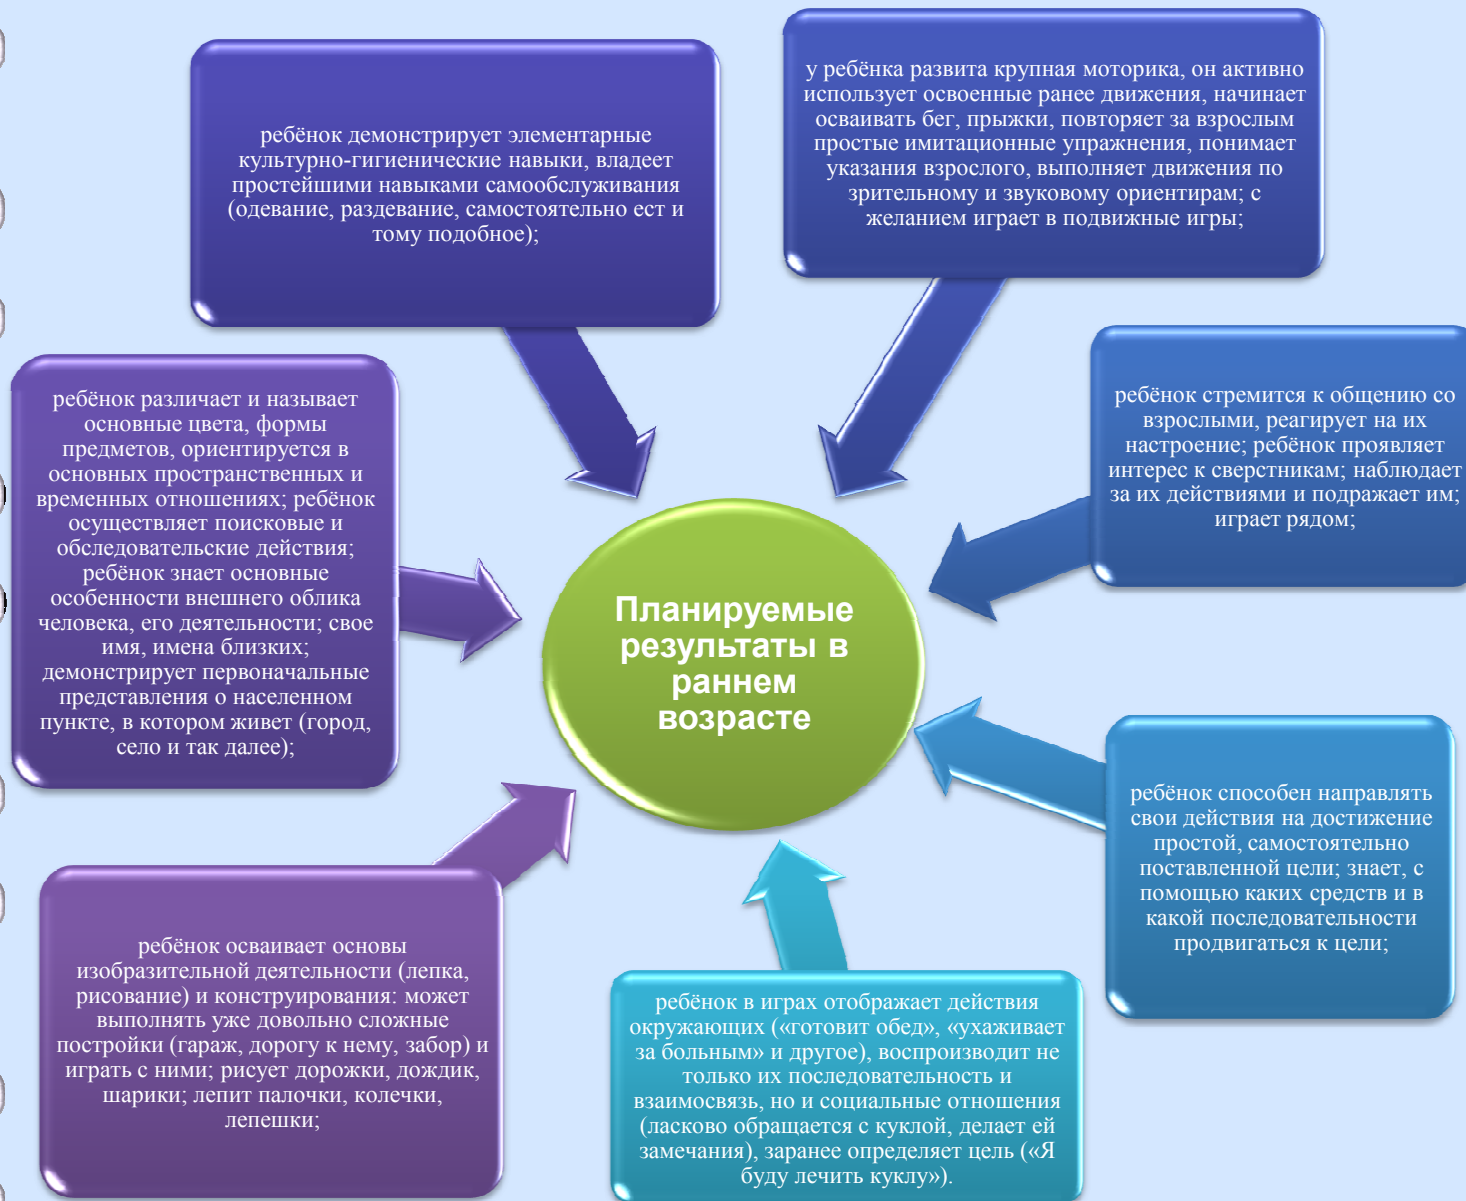 ребёнок демонстрирует элементарные
культурно-гигиенические навыки, владеет
простейшими навыками самообслуживания
(одевание, раздевание, самостоятельно ест и
тому подобное);
у ребёнка развита крупная моторика, он активно
использует освоенные ранее движения, начинает
осваивать бег, прыжки, повторяет за взрослым
простые имитационные упражнения, понимает
указания взрослого, выполняет движения по
зрительному и звуковому ориентирам; с
желанием играет в подвижные игры;
ребёнок стремится к общению со
взрослыми, реагирует на их
настроение; ребёнок проявляет
интерес к сверстникам; наблюдает
за их действиями и подражает им;
играет рядом;
ребёнок различает и называет
основные цвета, формы
предметов, ориентируется в
основных пространственных и
временных отношениях; ребёнок
осуществляет поисковые и
обследовательские действия;
ребёнок знает основные
особенности внешнего облика
человека, его деятельности; свое
имя, имена близких;
демонстрирует первоначальные
представления о населенном
пункте, в котором живет (город,
село и так далее);
Планируемые
результаты в
раннем
возрасте
ребёнок способен направлять
свои действия на достижение
простой, самостоятельно
поставленной цели; знает, с
помощью каких средств и в
какой последовательности
продвигаться к цели;
ребёнок осваивает основы
изобразительной деятельности (лепка,
рисование) и конструирования: может
выполнять уже довольно сложные
постройки (гараж, дорогу к нему, забор) и
играть с ними; рисует дорожки, дождик,
шарики; лепит палочки, колечки,
лепешки;
ребёнок в играх отображает действия
окружающих («готовит обед», «ухаживает
за больным» и другое), воспроизводит не
только их последовательность и
взаимосвязь, но и социальные отношения
(ласково обращается с куклой, делает ей
замечания), заранее определяет цель («Я
буду лечить куклу»).